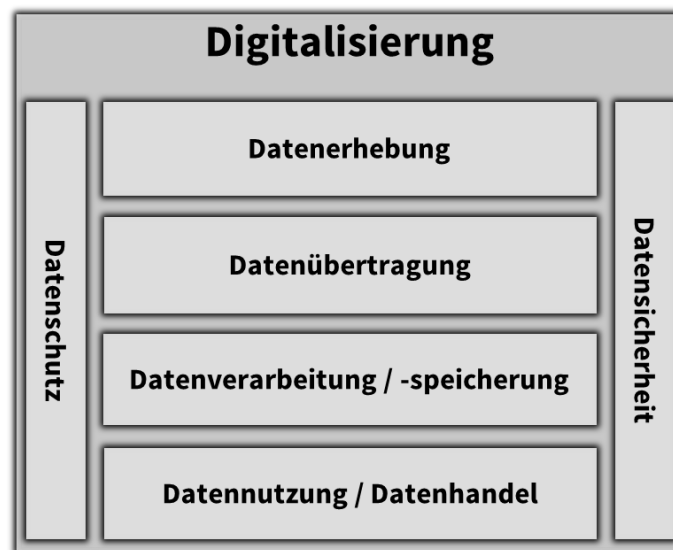 Digitalisierung
Datenschutz
Datenerhebung
Datenübertragung
Datenverarbeitung / -speicherung
Datennutzung / Datenhandel
Datensicherheit